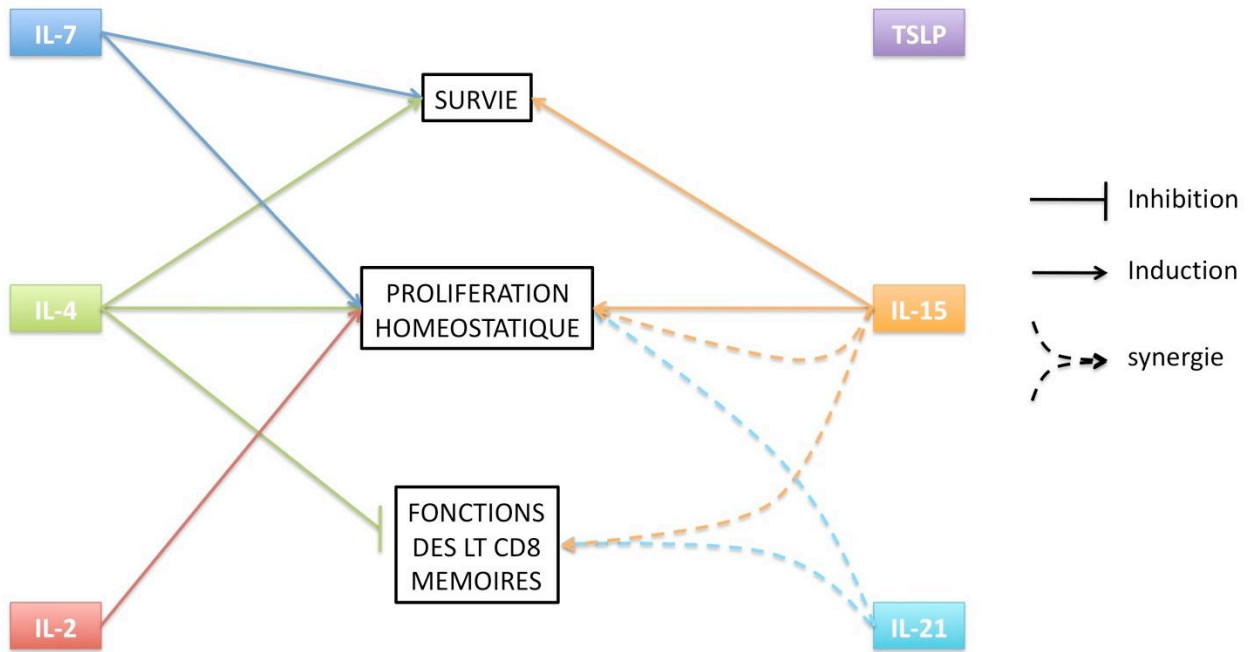 IL-7
TSLP
SURVIE
Inhibition
Induction
IL-4
PROLIFERATION
HOMEOSTATIQUE
IL-15
synergie
FONCTIONS
DES LT CD8
MEMOIRES
IL-2
IL-21